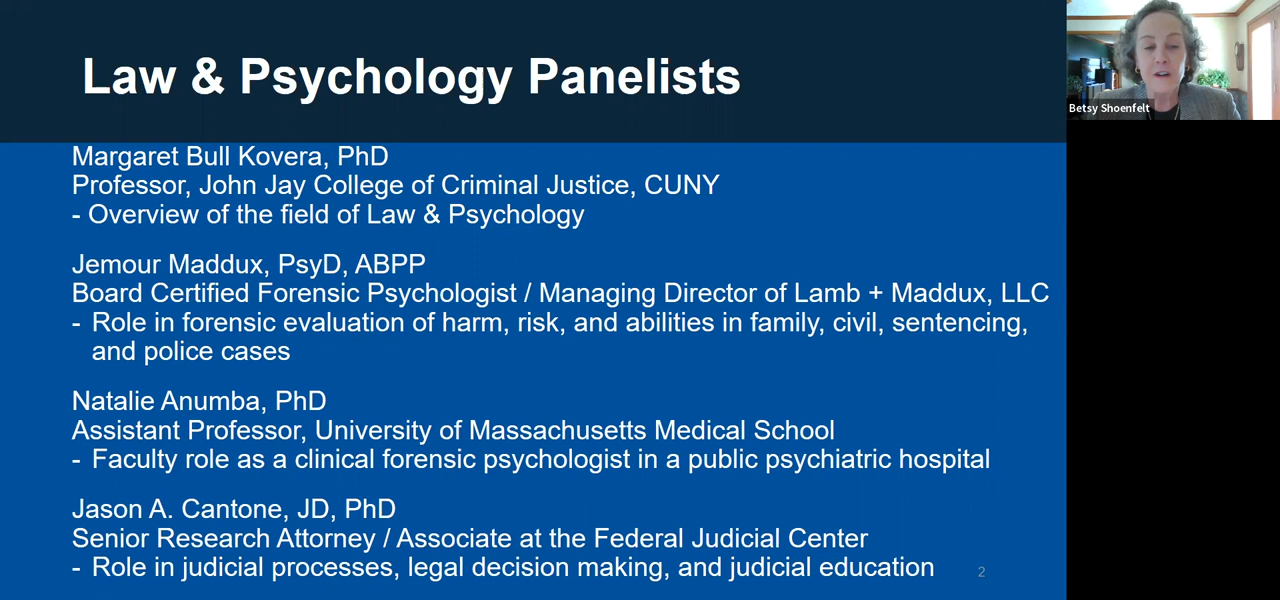 Law & Psychology Panelists
Betsy Shoenfelt
Margaret Bull Kovera, PhD
Professor, John Jay College of Criminal Justice, CUNY
- Overview of the field of Law & Psychology
Jemour Maddux, PsyD, ABPP
Board Certified Forensic Psychologist / Managing Director of Lamb + Maddux, LLC
- Role in forensic evaluation of harm, risk, and abilities in family, civil, sentencing,
and police cases
Natalie Anumba, PhD
Assistant Professor, University of Massachusetts Medical School
- Faculty role as a clinical forensic psychologist in a public psychiatric hospital
Jason A. Cantone, JD, PhD
Senior Research Attorney / Associate at the Federal Judicial Center
- Role in judicial processes, legal decision making, and judicial education
2